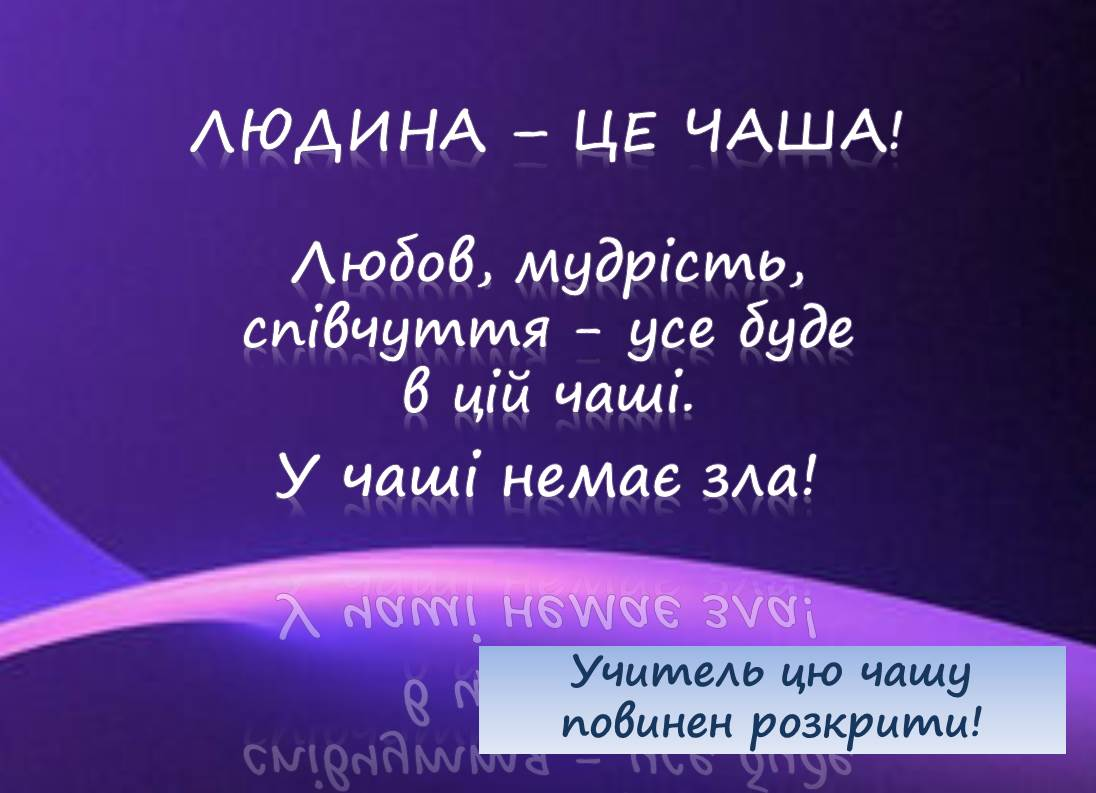 ЛЮДИНА – ЦЕ ЧАША!
Любов, мудрість,
співчуття – усе буде
в цій чаші.
У чаші немає зла!
Учитель цю чашу
повинен розкрити!